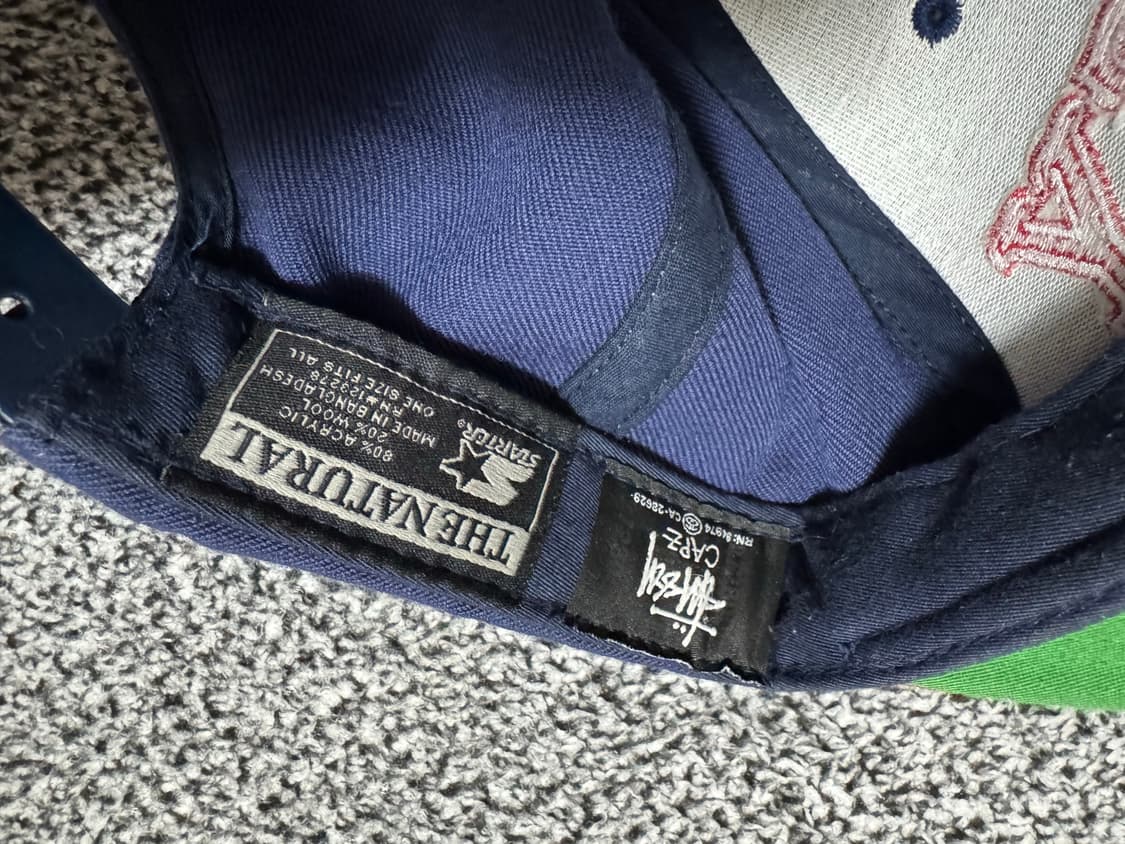 THE NATURAL
STARTER®
80% ACRYLIC
20% WOOL
MADE IN BANGLADESH
RN#123278
ONE SIZE FITS ALL
Stüssy
CAPZ
RN: 84974 CA-28629-